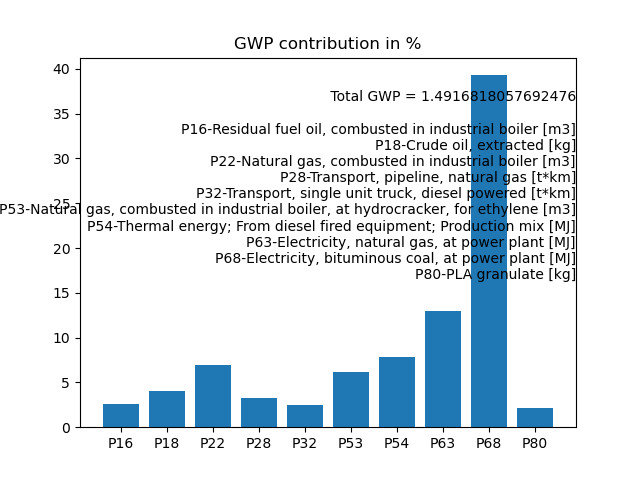 GWP contribution in %
40
35
30
25
20
15
10
5
0
Total GWP = 1.4916818057692476
P16-Residual fuel oil, combusted in industrial boiler [m3]
P18-Crude oil, extracted [kg]
P22-Natural gas, combusted in industrial boiler [m3]
P28-Transport, pipeline, natural gas [t*km]
P32-Transport, single unit truck, diesel powered [t*km]
P53-Natural gas, combusted in industrial boiler, at hydrocracker, for ethylene [m3]
P54-Thermal energy; From diesel fired equipment; Production mix [MJ]
P63-Electricity, natural gas, at power plant [MJ]
P68-Electricity, bituminous coal, at power plant [MJ]
P80-PLA granulate [kg]
P16 P18 P22 P28 P32 P53 P54 P63 P68 P80